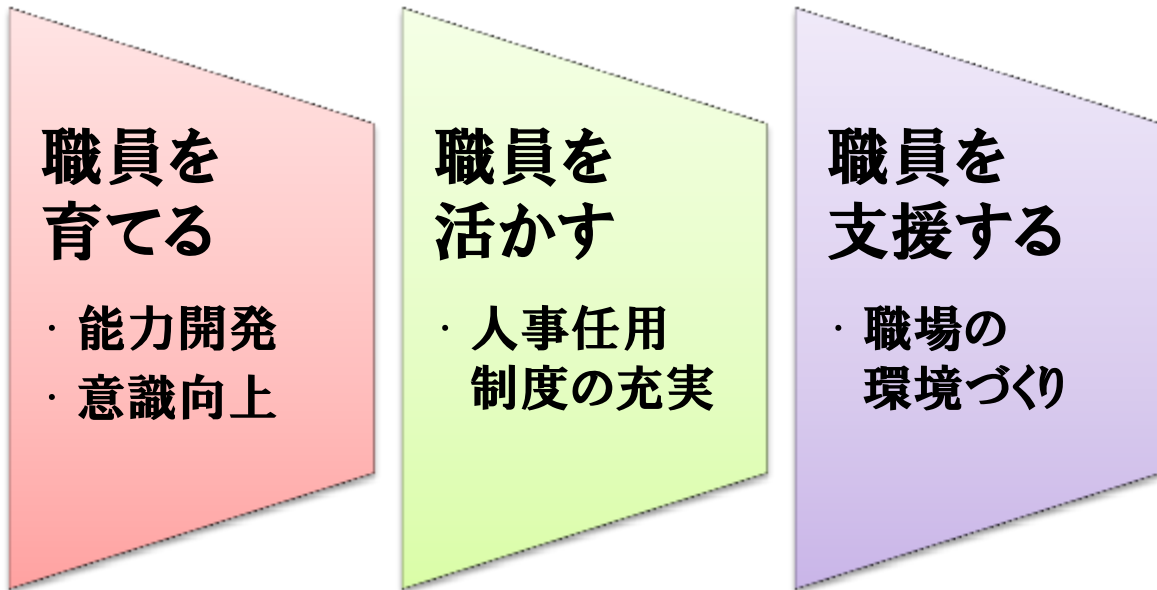 職員を
育てる
・能力開発
・意識向上
職員を
活かす
・人事任用
制度の充実
職員を
支援する
・職場の
環境づくり